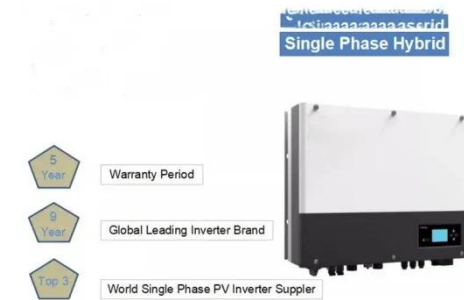 Single Phase Hybrid
5
Year
Warranty Period
9
Year
Global Leading Inverter Brand
Top 3
World Single Phase PV Inverter Suppler